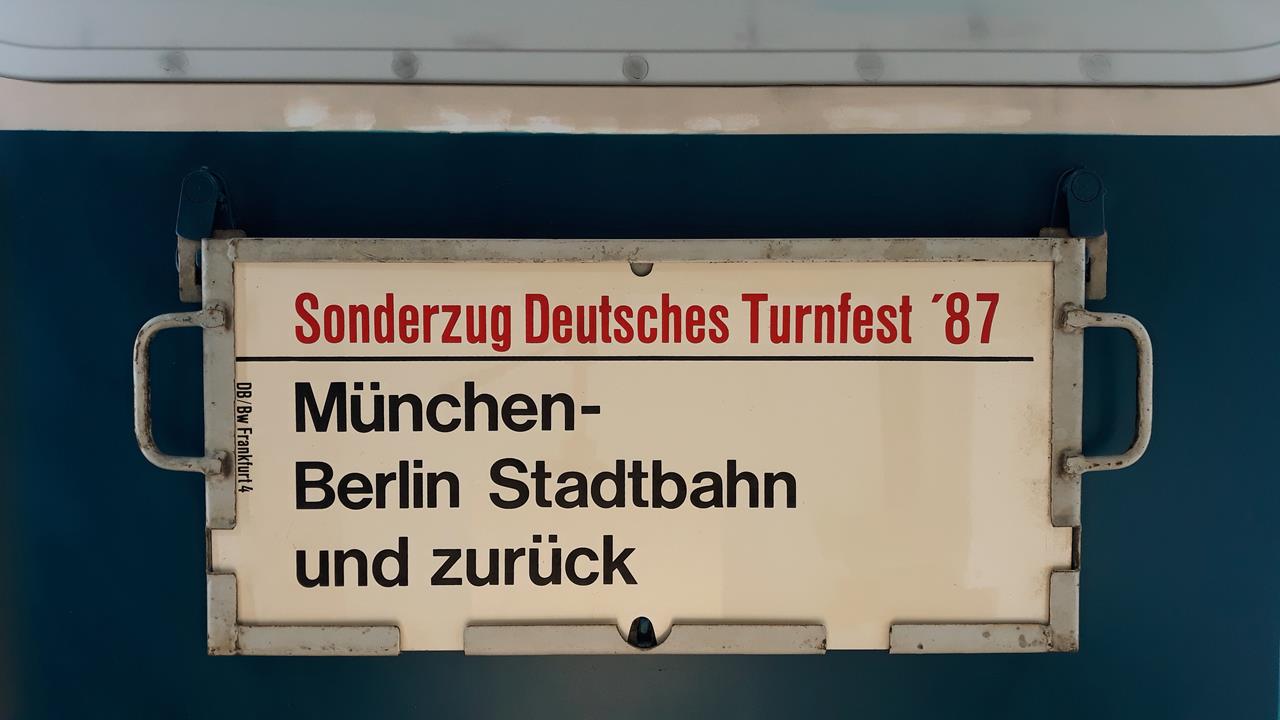 Sonderzug Deutsches Turnfest ´87
München-
Berlin Stadtbahn
und zurück
DB/Bw Frankfurt 4